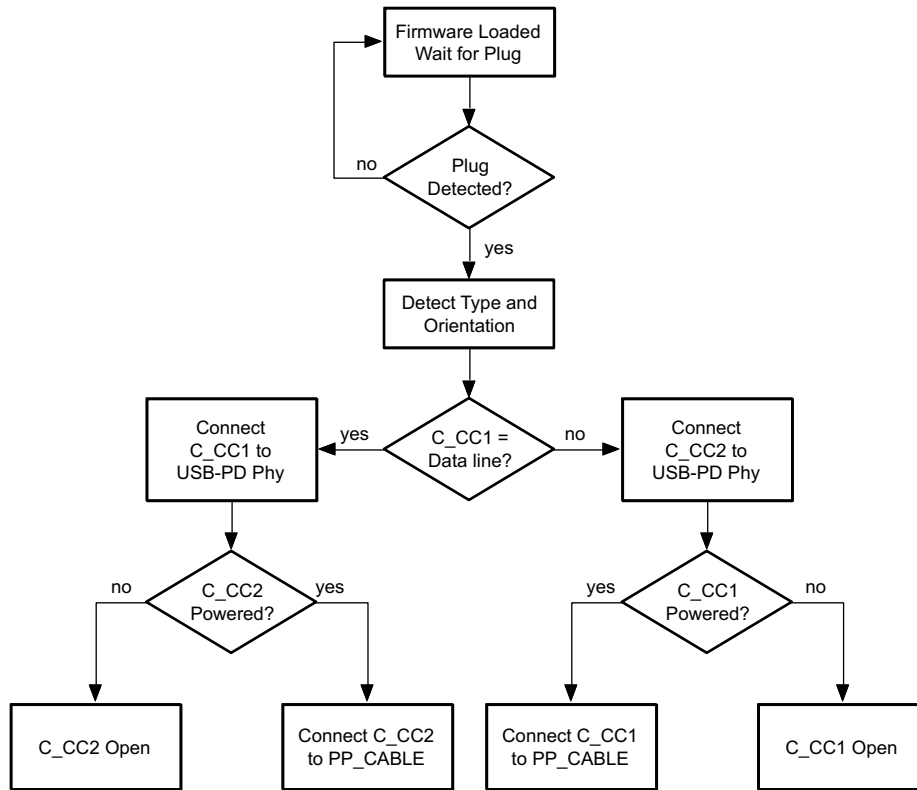 Firmware Loaded
Wait for Plug
no
Plug
Detected?
yes
Detect Type and
Orientation
Connect
C_CC1 to
USB-PD Phy
yes
C_CC1 =
Data line?
no
Connect
C_CC2 to
USB-PD Phy
no
C_CC2
Powered?
yes
yes
C_CC1
Powered?
no
C_CC2 Open
Connect C_CC2
to PP_CABLE
Connect C_CC1
to PP_CABLE
C_CC1 Open